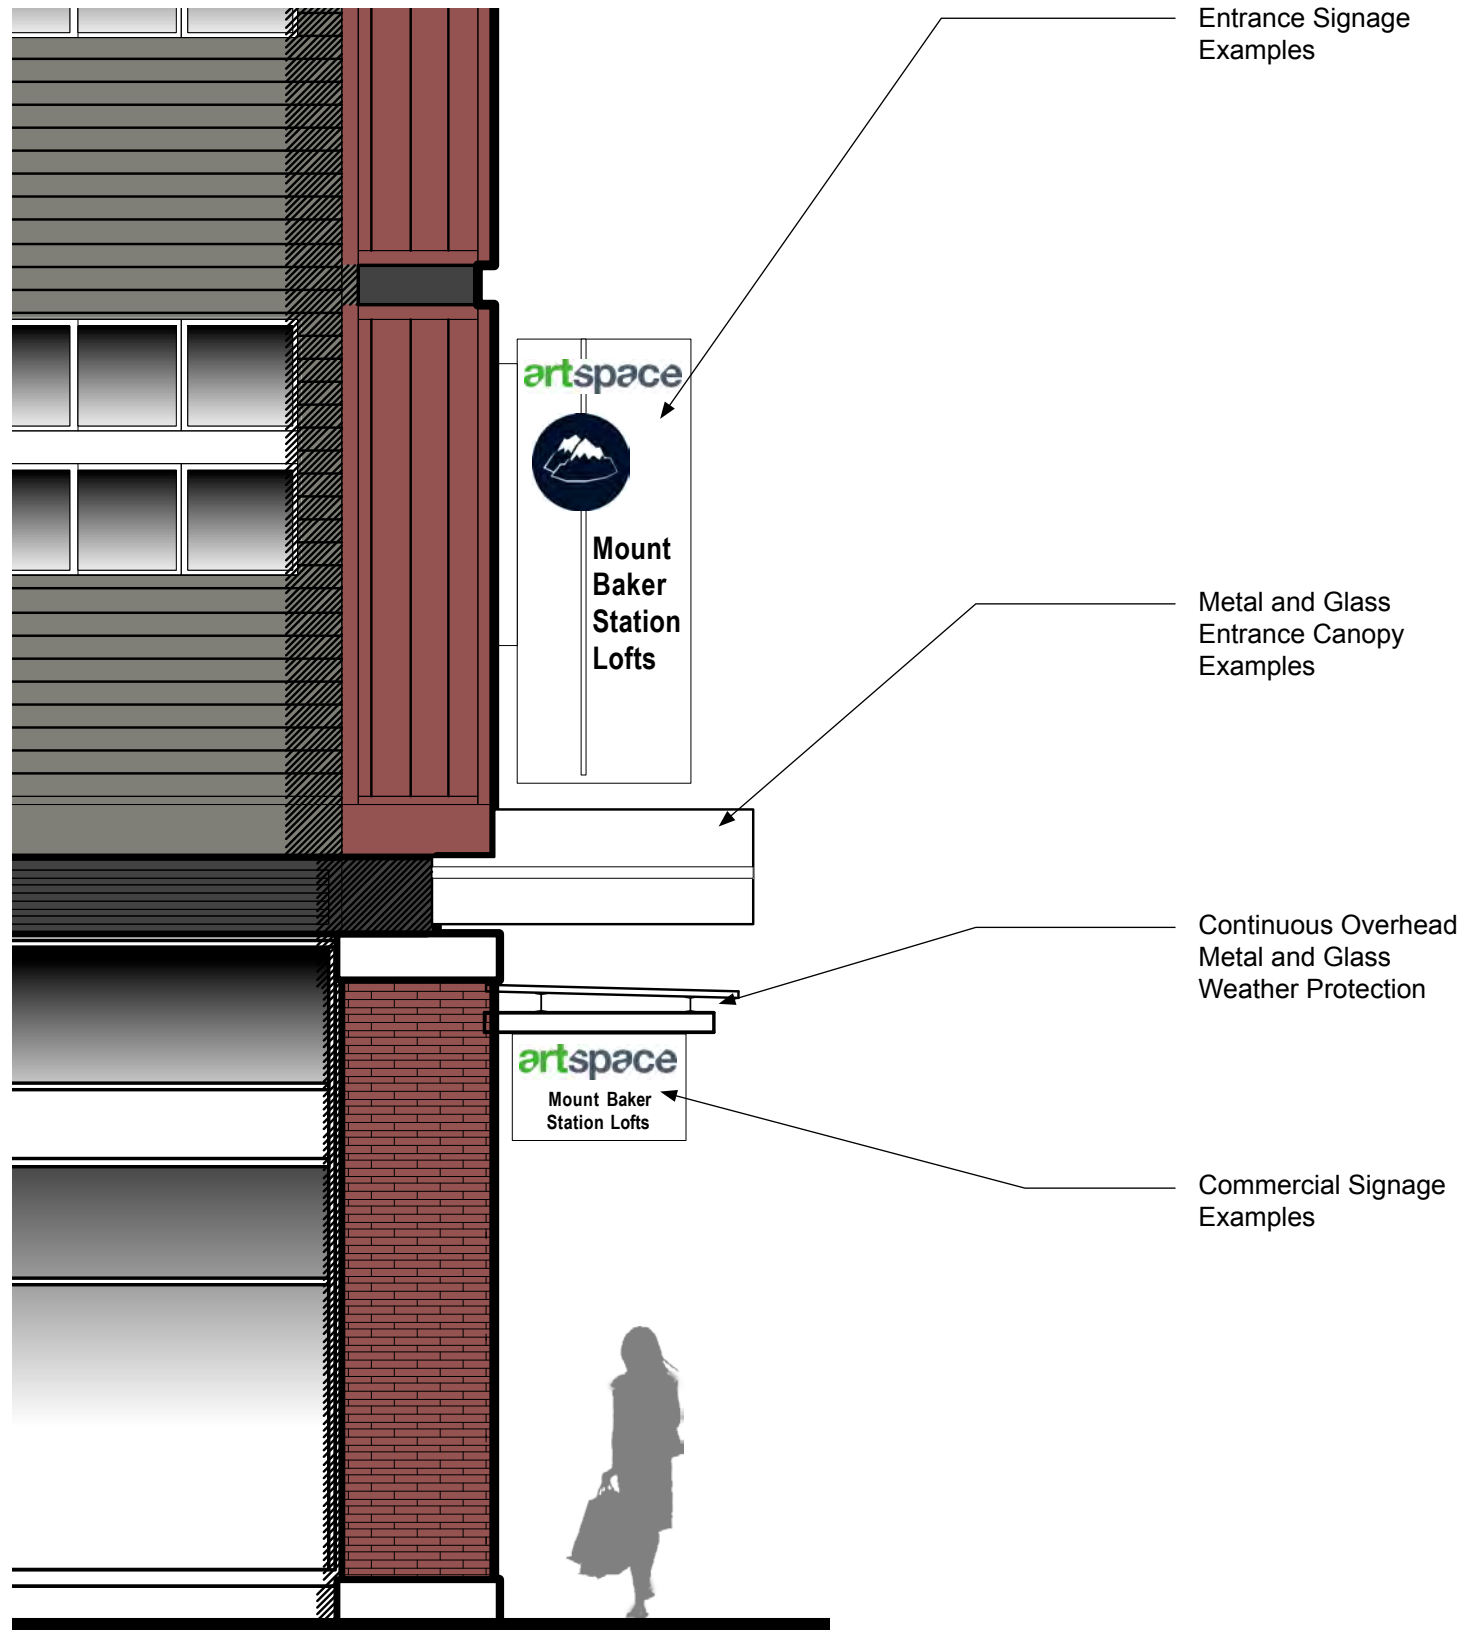 Entrance Signage
Examples
artspace
Mount
Baker
Station
Lofts
Metal and Glass
Entrance Canopy
Examples
Continuous Overhead
Metal and Glass
Weather Protection
artspace
Mount Baker
Station Lofts
Commercial Signage
Examples